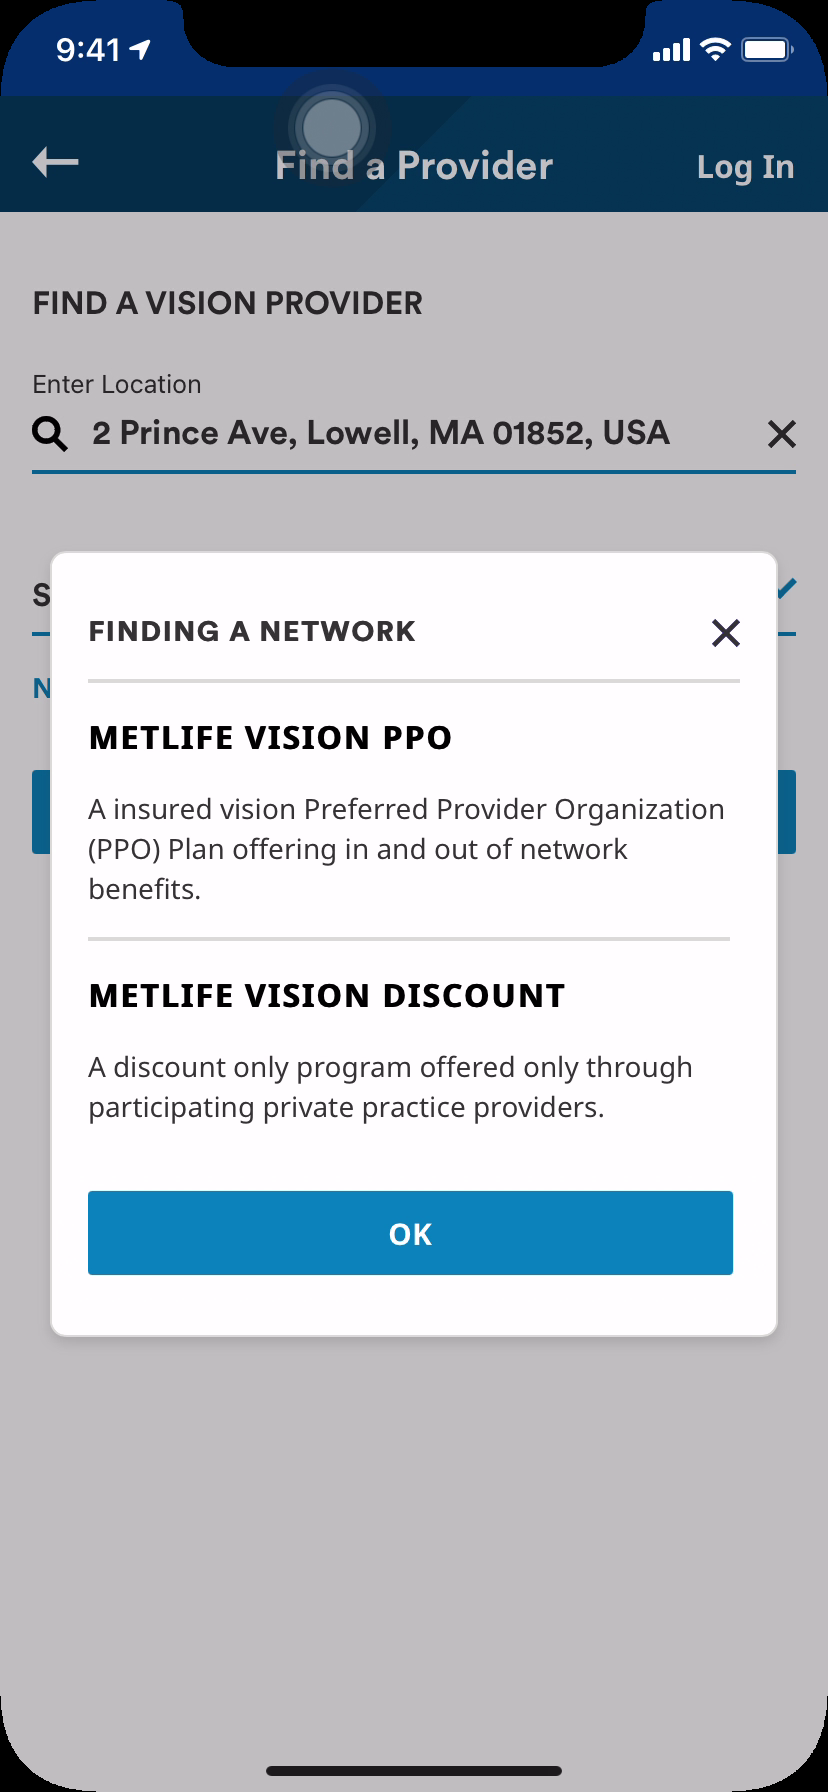 9:41
Find a Provider
Log In
FIND A VISION PROVIDER
Enter Location
2 Prince Ave, Lowell, MA 01852, USA
S
N
FINDING A NETWORK
METLIFE VISION PPO
A insured vision Preferred Provider Organization
(PPO) Plan offering in and out of network
benefits.
METLIFE VISION DISCOUNT
A discount only program offered only through
participating private practice providers.
OK